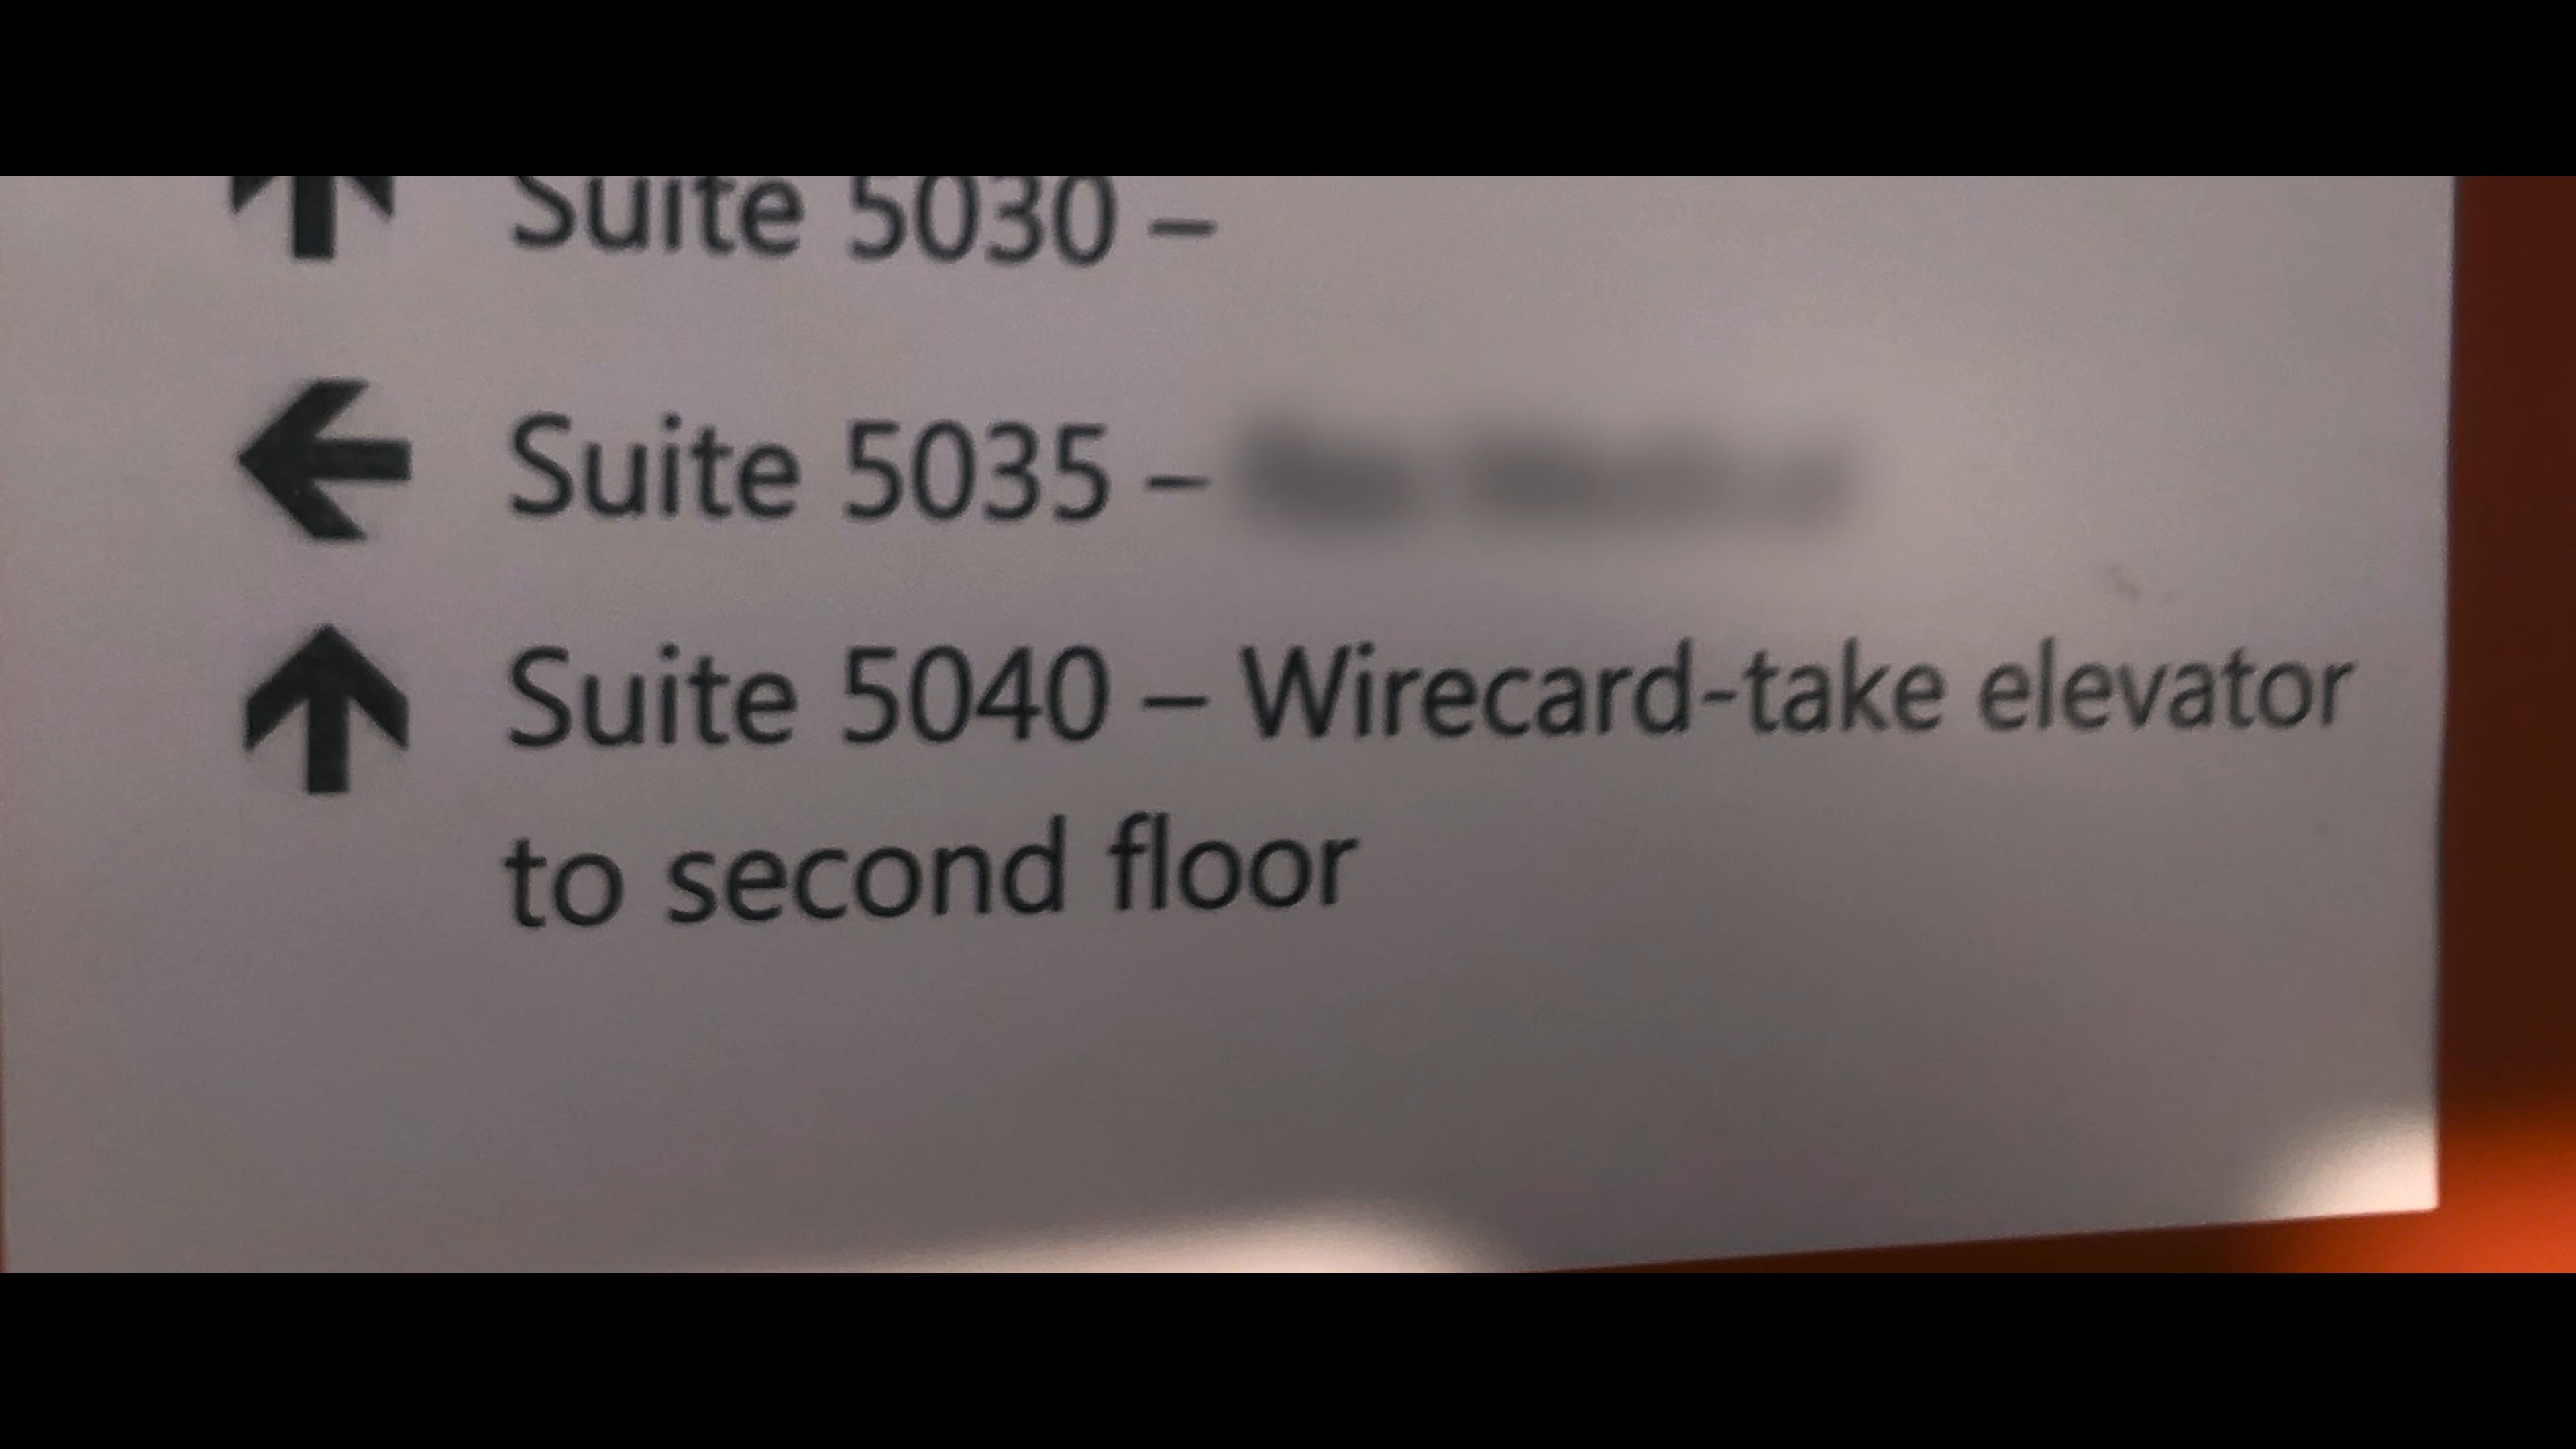 Suite 5030 –
Suite 5035 –
Suite 5040 – Wirecard-take elevator
to second floor